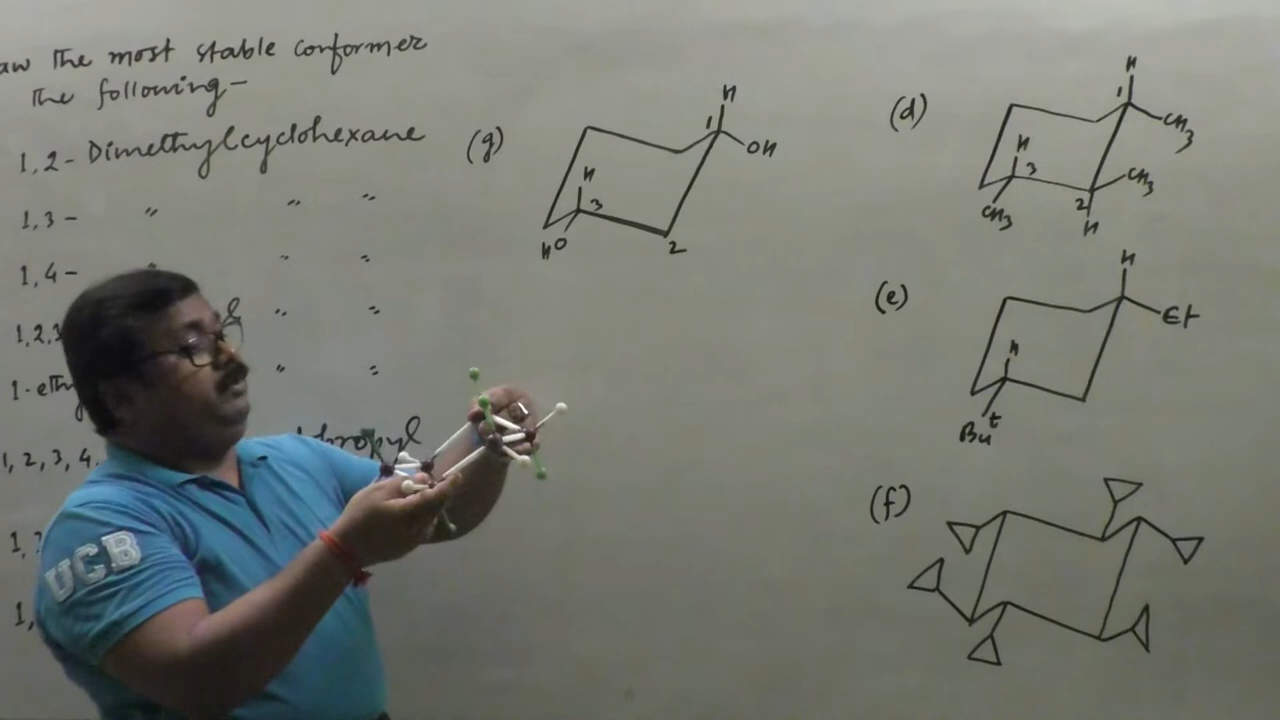 aw The most stable conformer
The following-
1,2- Dimethylcyclohexane
1,3- " " "
1,4- " " "
1,2,3 " "
1-eth " "
1, 2, 3, 4,
1,
1,
UCB
(g)
H
1
OH
H
3
HO
2
(d)
H
1
CH3
H
3
CH3
CH3
2
H
(e)
H
Et
H
But
(f)